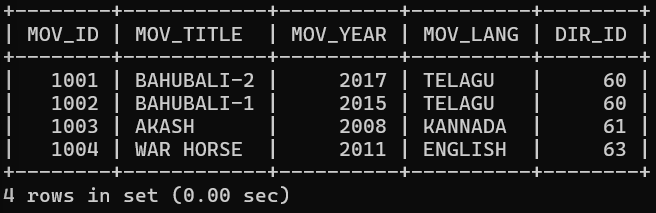 +--------+------------+----------+----------+--------+
| MOV_ID | MOV_TITLE  | MOV_YEAR | MOV_LANG | DIR_ID |
+--------+------------+----------+----------+--------+
|   1001 | BAHUBALI-2 |     2017 | TELAGU   |     60 |
|   1002 | BAHUBALI-1 |     2015 | TELAGU   |     60 |
|   1003 | AKASH      |     2008 | KANNADA  |     61 |
|   1004 | WAR HORSE  |     2011 | ENGLISH  |     63 |
+--------+------------+----------+----------+--------+
4 rows in set (0.00 sec)